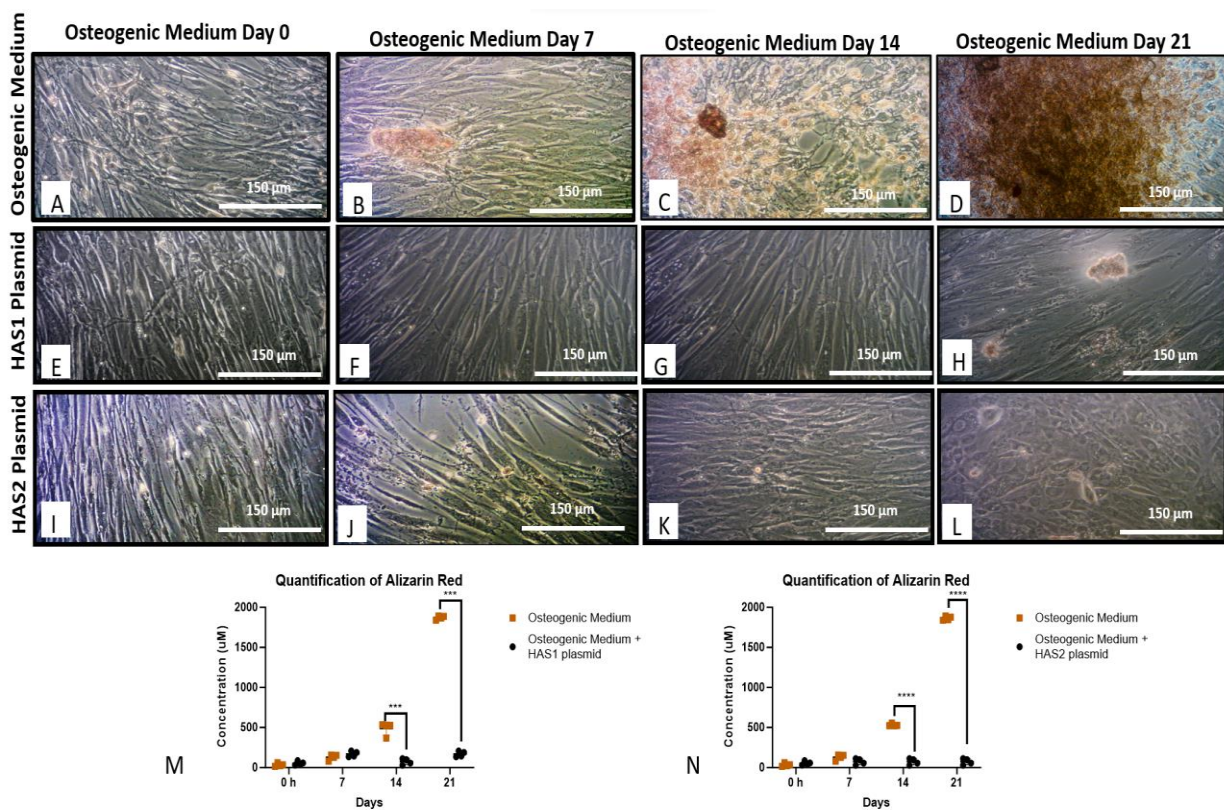 Osteogenic Medium Day 0
Osteogenic Medium Day 7
Osteogenic Medium Day 14
Osteogenic Medium Day 21
Osteogenic Medium
A
150 µm
B
150 µm
C
150 µm
D
150 µm
HAS1 Plasmid
E
150 µm
F
150 µm
G
150 µm
H
150 µm
HAS2 Plasmid
I
150 µm
J
150 µm
K
150 µm
L
150 µm
M
Quantification of Alizarin Red
Concentration (uM)
2000
1500
1000
500
0
***
***
0 h
7
14
21
Days
Osteogenic Medium
Osteogenic Medium +
HAS1 plasmid
N
Quantification of Alizarin Red
Concentration (uM)
2000
1500
1000
500
0
****
****
0 h
7
14
21
Days
Osteogenic Medium
Osteogenic Medium +
HAS2 plasmid